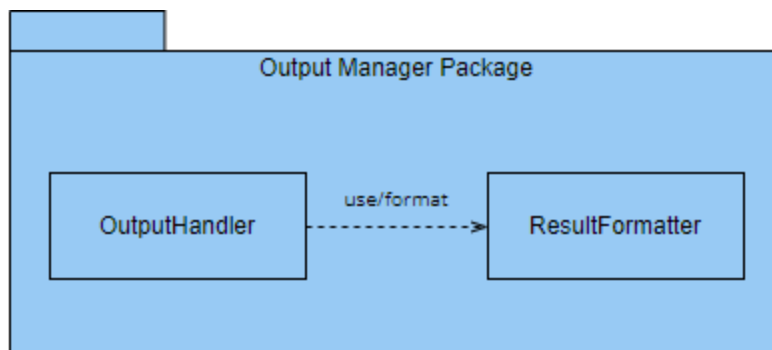 Output Manager Package
use/format
OutputHandler
ResultFormatter